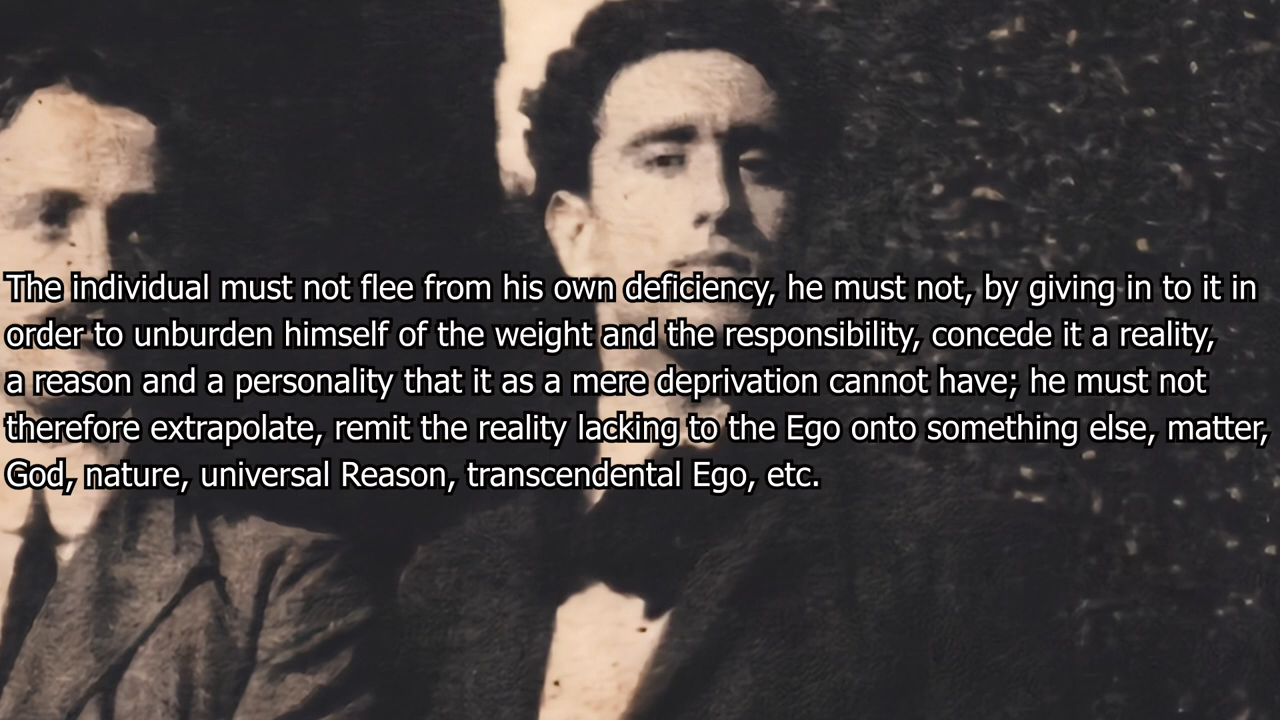 The individual must not flee from his own deficiency, he must not, by giving in to it in
order to unburden himself of the weight and the responsibility, concede it a reality,
a reason and a personality that it as a mere deprivation cannot have; he must not
therefore extrapolate, remit the reality lacking to the Ego onto something else, matter,
God, nature, universal Reason, transcendental Ego, etc.